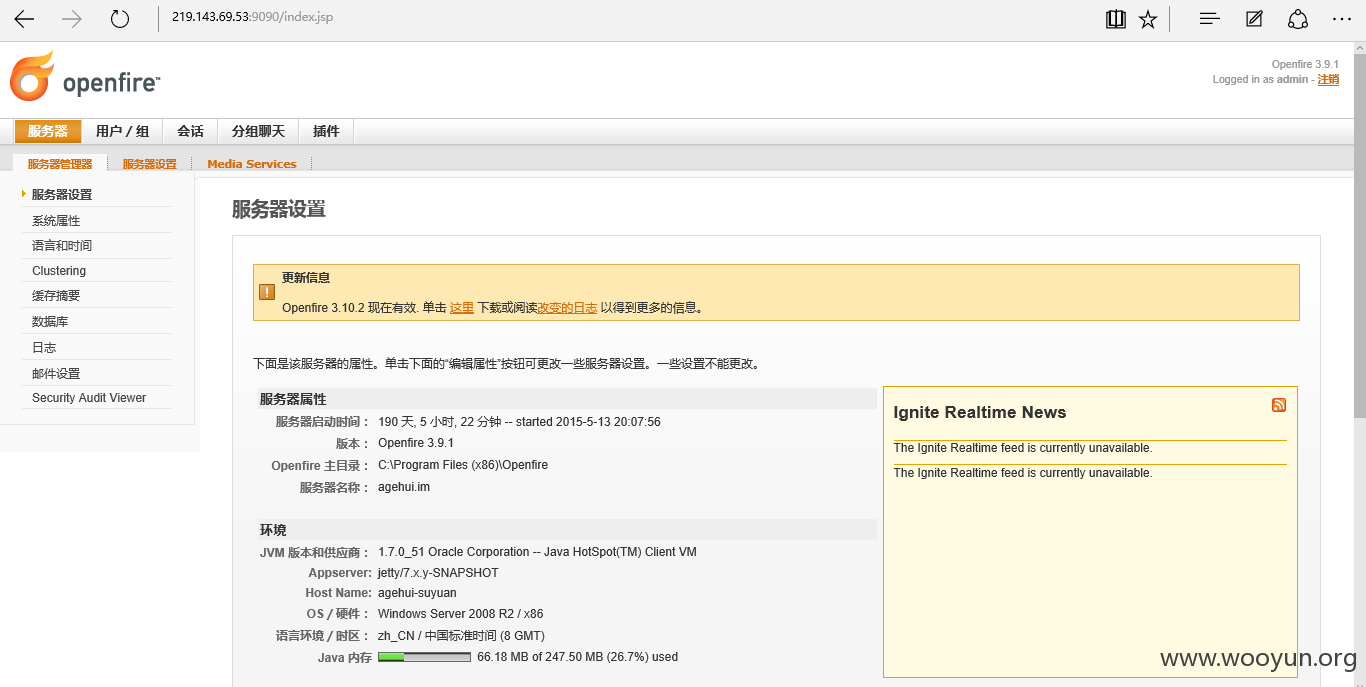 219.143.69.53:9090/index.jsp
openfire™
Openfire 3.9.1
Logged in as admin - 注销
服务器 用户 / 组 会话 分组聊天 插件
服务器管理器 服务器设置 Media Services
服务器设置
系统属性
语言和时间
Clustering
缓存摘要
数据库
日志
邮件设置
Security Audit Viewer
服务器设置
更新信息
Openfire 3.10.2 现在有效. 单击 这里 下载或阅读改变的日志 以得到更多的信息。
下面是该服务器的属性。单击下面的“编辑属性”按钮可更改一些服务器设置。一些设置不能更改。
服务器属性
服务器启动时间： 190 天, 5 小时, 22 分钟 -- started 2015-5-13 20:07:56
版本： Openfire 3.9.1
Openfire 主目录： C:\Program Files (x86)\Openfire
服务器名称： agehui.im
环境
JVM 版本和供应商： 1.7.0_51 Oracle Corporation -- Java HotSpot(TM) Client VM
Appserver: jetty/7.x.y-SNAPSHOT
Host Name: agehui-suyuan
OS / 硬件： Windows Server 2008 R2 / x86
语言环境 / 时区： zh_CN / 中国标准时间 (8 GMT)
Java 内存 66.18 MB of 247.50 MB (26.7%) used
Ignite Realtime News
The Ignite Realtime feed is currently unavailable.
The Ignite Realtime feed is currently unavailable.
www.wooyun.org